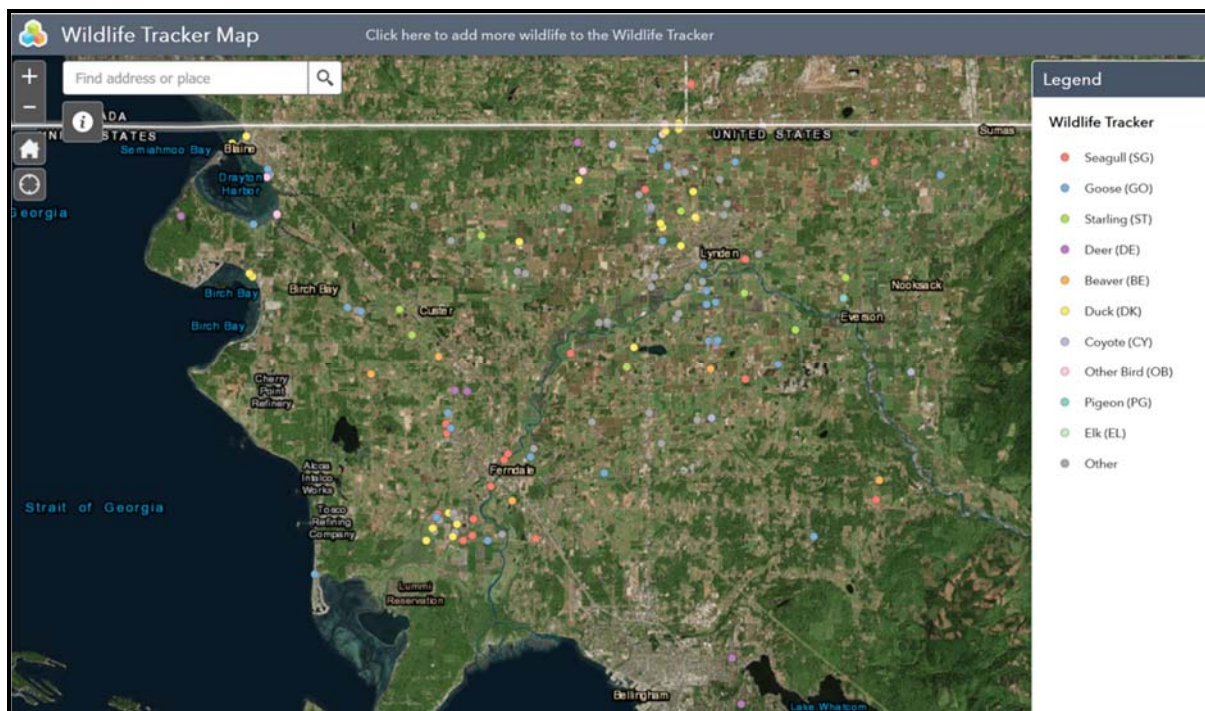 Wildlife Tracker Map
Click here to add more wildlife to the Wildlife Tracker
+
Find address or place
−
i
ADA
UNI
STATES
UNITED STATES
Sumas
Semiahmoo Bay
Blaine
Drayton
Harbor
Georgia
Lynden
Birch Bay
Birch Bay
Nooksack
Custer
Everson
Birch Bay
Cherry
Point
Refinery
Alcoa
Intalco
Works
Ferndale
Strait of Georgia
Tosco
Refining
Company
Lummi
Reservation
Bellingham
Lake Whatcom
Legend
Wildlife Tracker
Seagull (SG)
Goose (GO)
Starling (ST)
Deer (DE)
Beaver (BE)
Duck (DK)
Coyote (CY)
Other Bird (OB)
Pigeon (PG)
Elk (EL)
Other